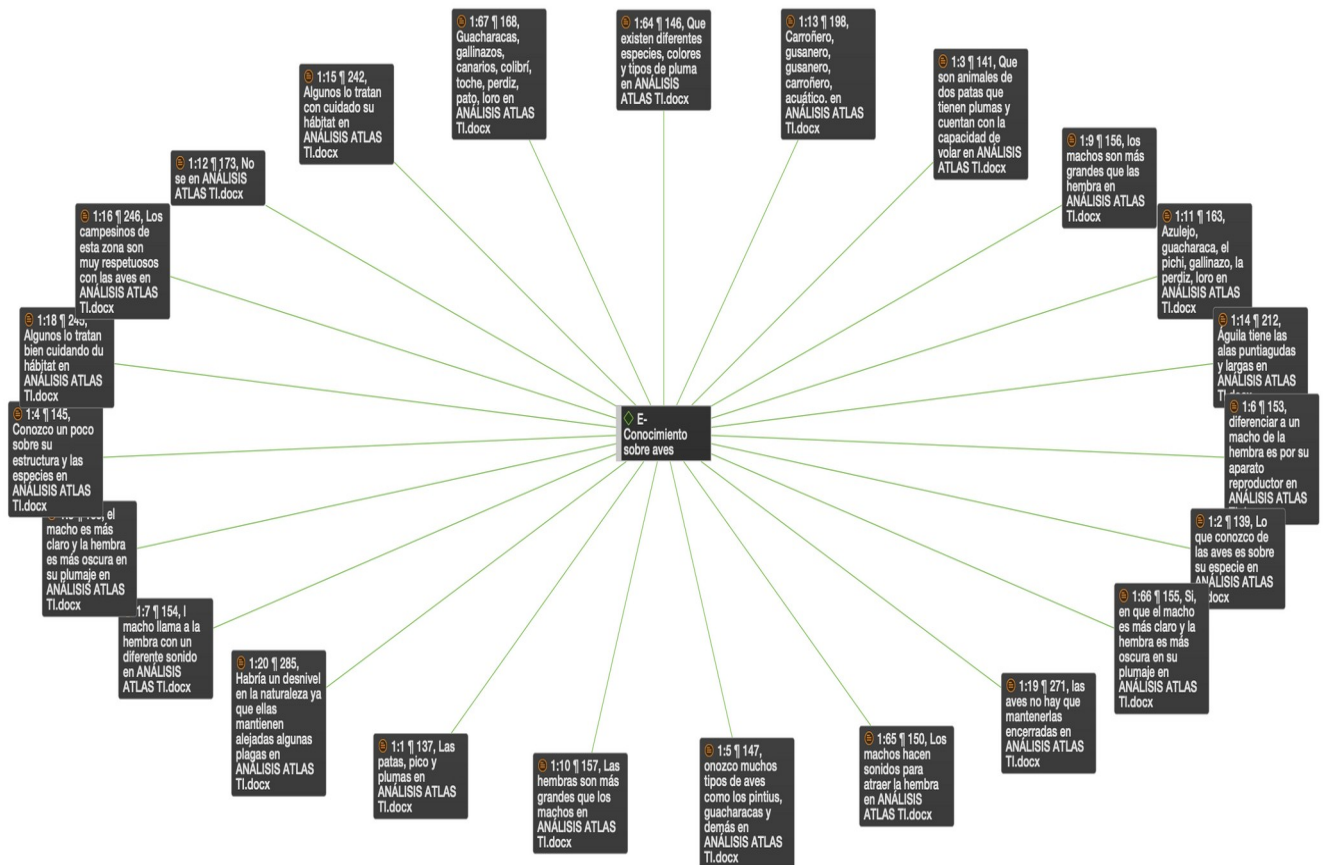 1:67 ¶ 168,
Guacharacas,
gallinazos,
canarios, colibrí,
toche, perdiz,
pato, loro en
ANÁLISIS ATLAS
TI.docx
1:64 ¶ 146, Que
existen diferentes
especies, colores
y tipos de pluma
en ANÁLISIS
ATLAS TI.docx
1:13 ¶ 198,
Carroñero,
gusanero,
gusanero,
carroñero,
acuático. en
ANÁLISIS ATLAS
TI.docx
1:3 ¶ 141, Que
son animales de
dos patas que
tienen plumas y
cuentan con la
capacidad de
volar en ANÁLISIS
ATLAS TI.docx
1:15 ¶ 242,
Algunos lo tratan
con cuidado su
hábitat en
ANÁLISIS ATLAS
TI.docx
1:9 ¶ 156, los
machos son más
grandes que las
hembra en
ANÁLISIS ATLAS
TI.docx
1:12 ¶ 173, No
se en ANÁLISIS
ATLAS TI.docx
1:16 ¶ 246, Los
campesinos de
esta zona son
muy respetuosos
con las aves en
ANÁLISIS ATLAS
TI.docx
1:11 ¶ 163,
Azulejo,
guacharaca, el
pichi, gallinazo, la
perdiz, loro en
ANÁLISIS ATLAS
TI.docx
1:18 ¶ 245,
Algunos lo tratan
bien cuidando du
hábitat en
ANÁLISIS ATLAS
TI.docx
1:14 ¶ 212,
Águila tiene las
alas puntiagudas
y largas en
ANÁLISIS ATLAS
1:4 ¶ 145,
Conozco un poco
sobre su
estructura y las
especies en
ANÁLISIS ATLAS
TI.docx
E-
Conocimiento
sobre aves
1:6 ¶ 153,
diferenciar a un
macho de la
hembra es por su
aparato
reproductor en
ANÁLISIS ATLAS
el
macho es más
claro y la hembra
es más oscura en
su plumaje en
ANÁLISIS ATLAS
TI.docx
1:2 ¶ 139, Lo
que conozco de
las aves es sobre
su especie en
ANÁLISIS ATLAS
.docx
1:7 ¶ 154, l
macho llama a la
hembra con un
diferente sonido
en ANÁLISIS
ATLAS TI.docx
1:66 ¶ 155, Si,
en que el macho
es más claro y la
hembra es más
oscura en su
plumaje en
ANÁLISIS ATLAS
TI.docx
1:20 ¶ 285,
Habría un desnivel
en la naturaleza ya
que ellas
mantienen
alejadas algunas
plagas en
ANÁLISIS ATLAS
TI.docx
1:19 ¶ 271, las
aves no hay que
mantenerlas
encerradas en
ANÁLISIS ATLAS
TI.docx
1:1 ¶ 137, Las
patas, pico y
plumas en
ANÁLISIS ATLAS
TI.docx
1:10 ¶ 157, Las
hembras son más
grandes que los
machos en
ANÁLISIS ATLAS
TI.docx
1:5 ¶ 147,
onozco muchos
tipos de aves
como los pintius,
guacharacas y
demás en
ANÁLISIS ATLAS
TI.docx
1:65 ¶ 150, Los
machos hacen
sonidos para
atraer la hembra
en ANÁLISIS
ATLAS TI.docx